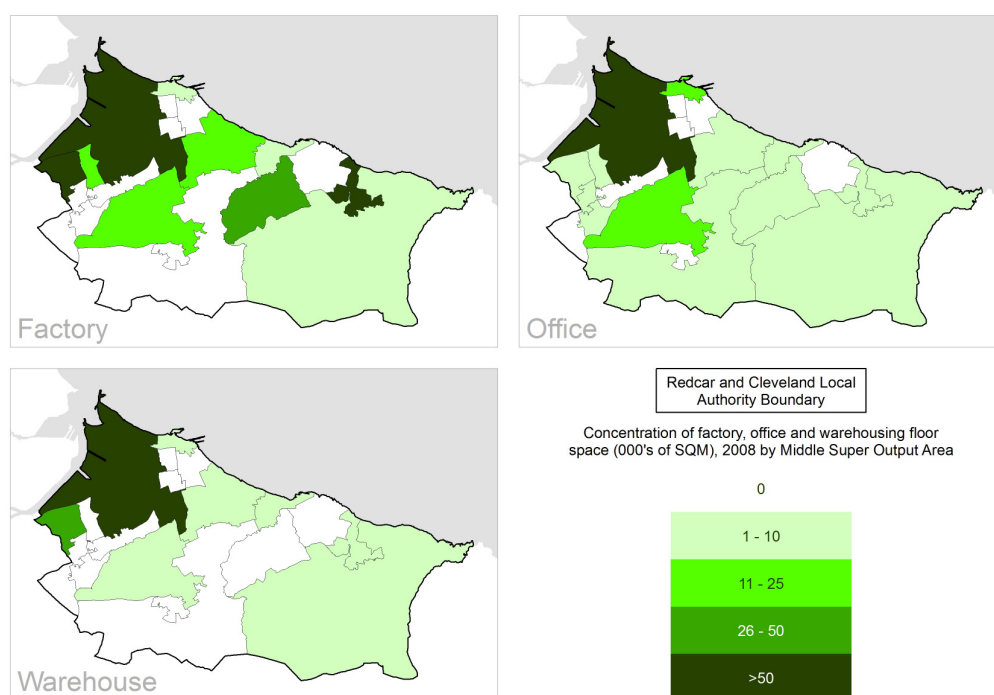 Factory
Office
Warehouse
Redcar and Cleveland Local
Authority Boundary
Concentration of factory, office and warehousing floor
space (000's of SQM), 2008 by Middle Super Output Area
0
1 - 10
11 - 25
26 - 50
>50